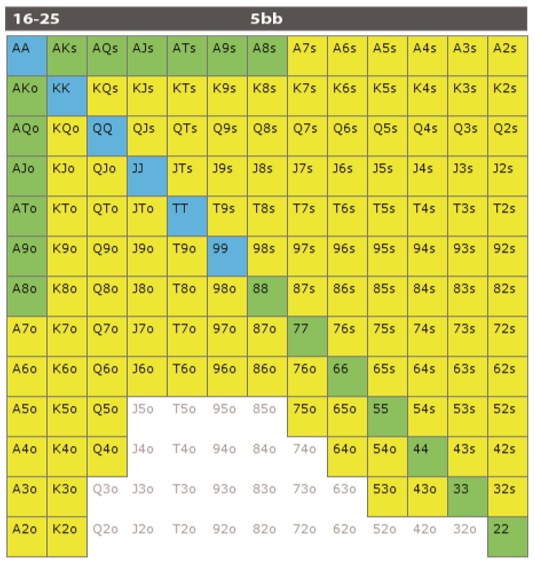 16-25 5bb
AA AKs AQs AJs ATs A9s A8s A7s A6s A5s A4s A3s A2s
AKo KK KQs KJs KTs K9s K8s K7s K6s K5s K4s K3s K2s
AQo KQo QQ QJs QTs Q9s Q8s Q7s Q6s Q5s Q4s Q3s Q2s
AJo KJo QJo JJ JTs J9s J8s J7s J6s J5s J4s J3s J2s
ATo KTo QTo JTo TT T9s T8s T7s T6s T5s T4s T3s T2s
A9o K9o Q9o J9o T9o 99 98s 97s 96s 95s 94s 93s 92s
A8o K8o Q8o J8o T8o 98o 88 87s 86s 85s 84s 83s 82s
A7o K7o Q7o J7o T7o 97o 87o 77 76s 75s 74s 73s 72s
A6o K6o Q6o J6o T6o 96o 86o 76o 66 65s 64s 63s 62s
A5o K5o Q5o J5o T5o 95o 85o 75o 65o 55 54s 53s 52s
A4o K4o Q4o J4o T4o 94o 84o 74o 64o 54o 44 43s 42s
A3o K3o Q3o J3o T3o 93o 83o 73o 63o 53o 43o 33 32s
A2o K2o Q2o J2o T2o 92o 82o 72o 62o 52o 42o 32o 22